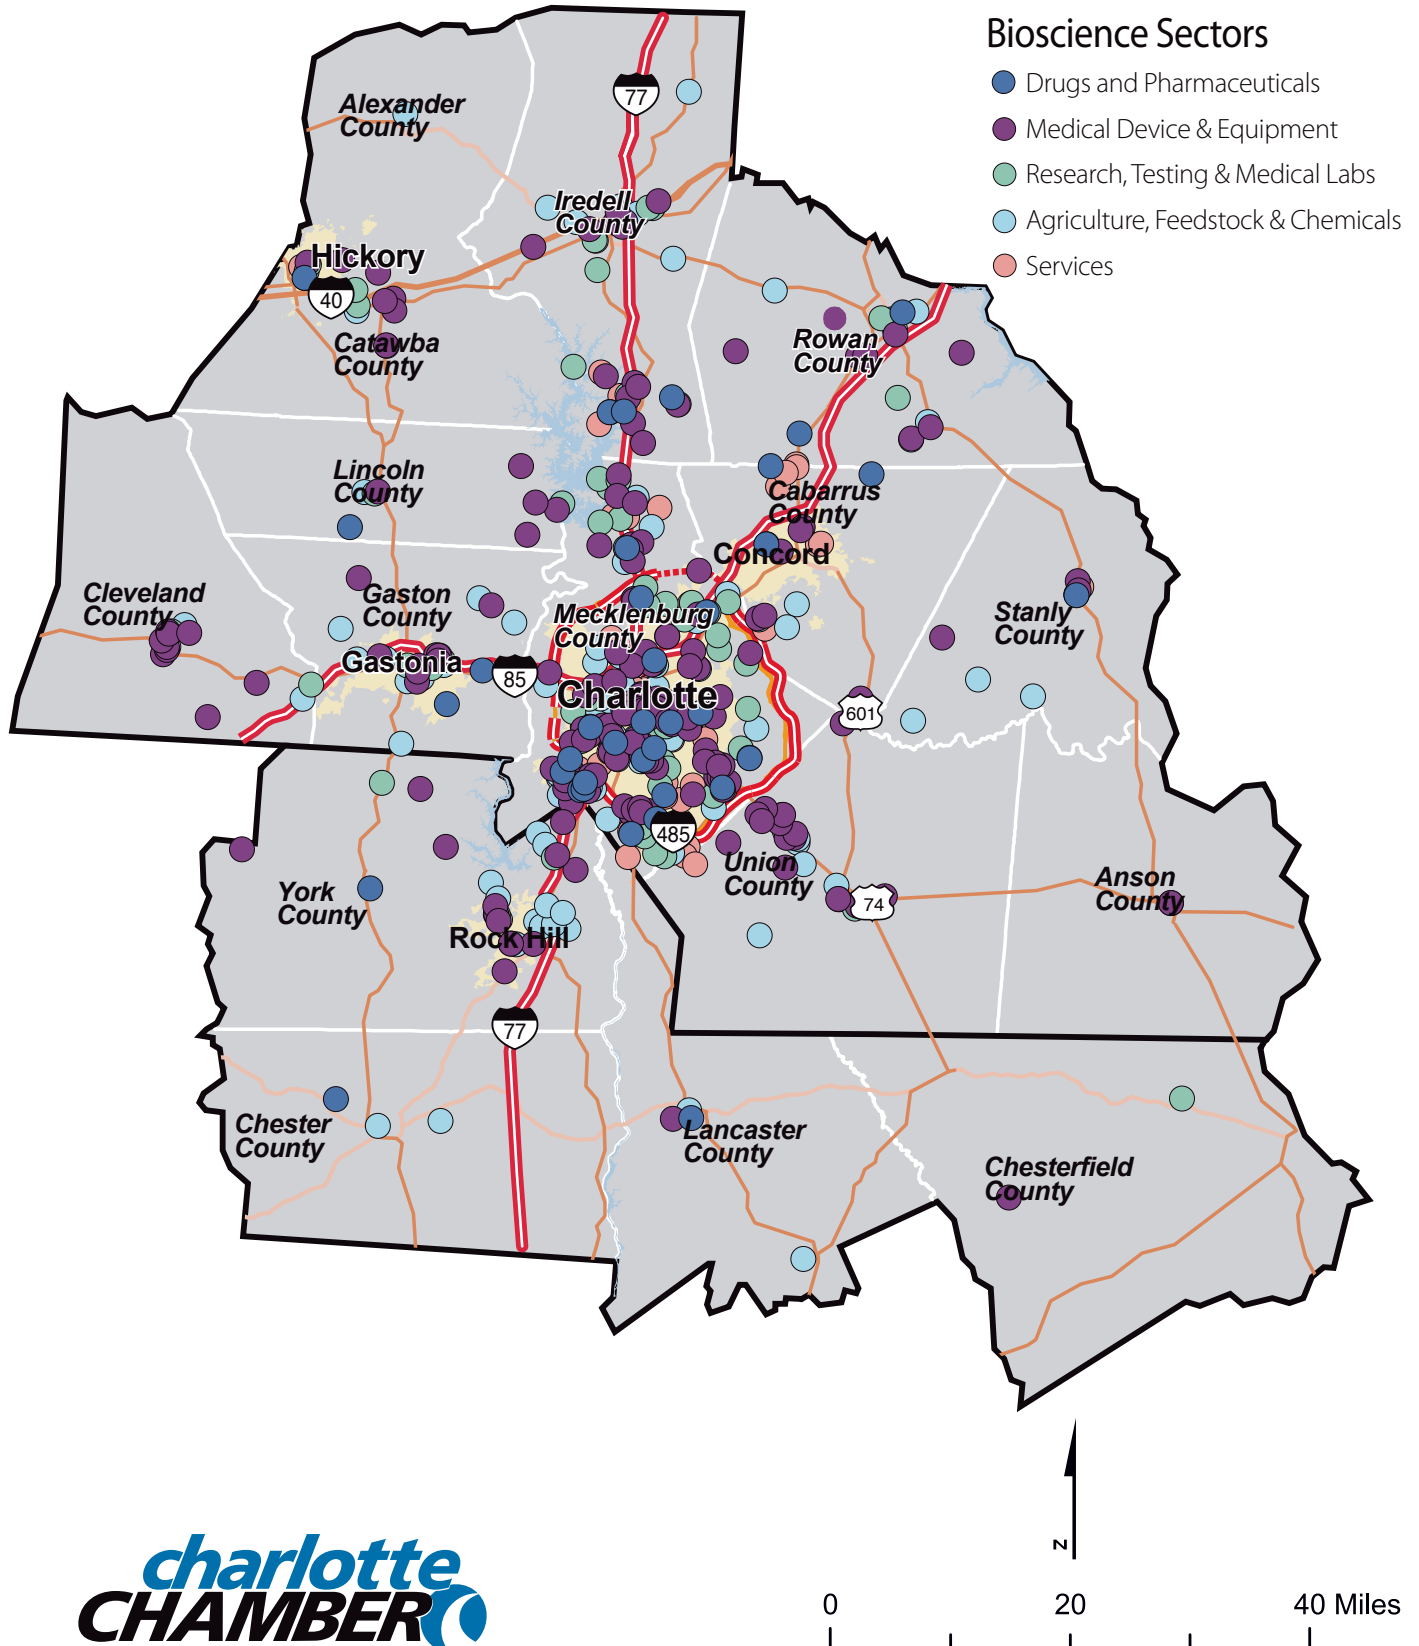 Bioscience Sectors
Drugs and Pharmaceuticals
Medical Device & Equipment
Research, Testing & Medical Labs
Agriculture, Feedstock & Chemicals
Services
77
Alexander
County
Iredell
County
Hickory
40
Catawba
County
Rowan
County
Lincoln
County
Cabarrus
County
Concord
Cleveland
County
Gaston
County
Mecklenburg
County
Stanly
County
Gastonia
85
Charlotte
601
485
Union
County
74
Anson
County
York
County
Rock Hill
77
Chester
County
Lancaster
County
Chesterfield
County
N
charlotte
CHAMBER
0 20 40 Miles